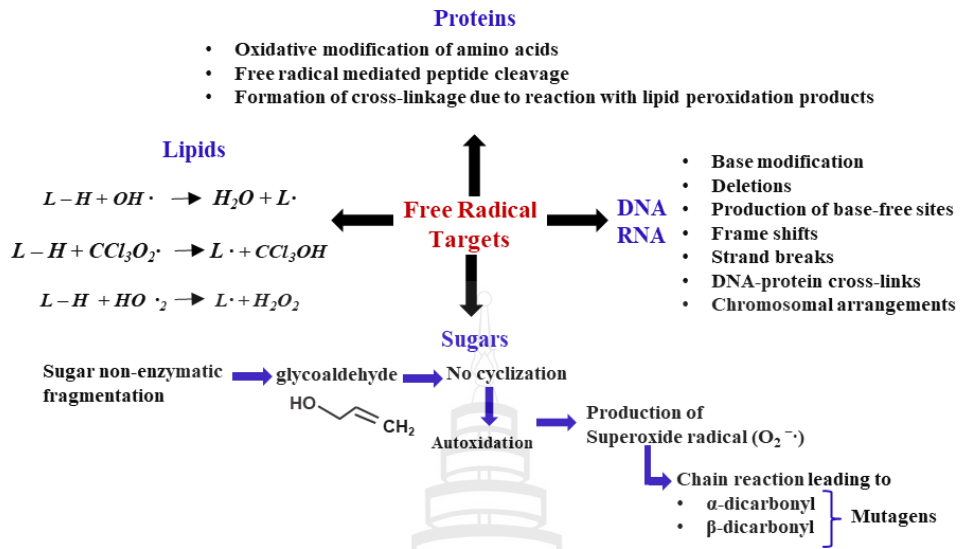 Proteins
• Oxidative modification of amino acids
• Free radical mediated peptide cleavage
• Formation of cross-linkage due to reaction with lipid peroxidation products
Lipids
L – H + OH · → H₂O + L·
L – H + CCl₃O₂· → L · + CCl₃OH
L – H + HO ·₂ → L· + H₂O₂
Free Radical
Targets
DNA
RNA
• Base modification
• Deletions
• Production of base-free sites
• Frame shifts
• Strand breaks
• DNA-protein cross-links
• Chromosomal arrangements
Sugars
Sugar non-enzymatic
fragmentation
glycoaldehyde
HO
CH₂
No cyclization
Autoxidation
Production of
Superoxide radical (O₂⁻·)
Chain reaction leading to
• α-dicarbonyl
• β-dicarbonyl
Mutagens